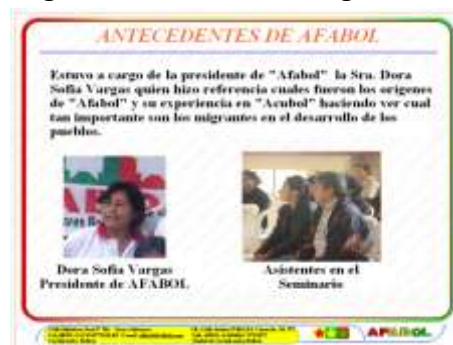 ANTECEDENTES DE AFABOL
Estuvo a cargo de la presidente de "Afabol" la Sra. Dora
Sofia Vargas quien hizo referencia cuales fueron los orígenes
de "Afabol" y su experiencia en "Acubol" haciendo ver cual
tan importante son los migrantes en el desarrollo de los
pueblos.
Dora Sofia Vargas
Presidente de AFABOL
Asistentes en el
Seminario
AFABOL